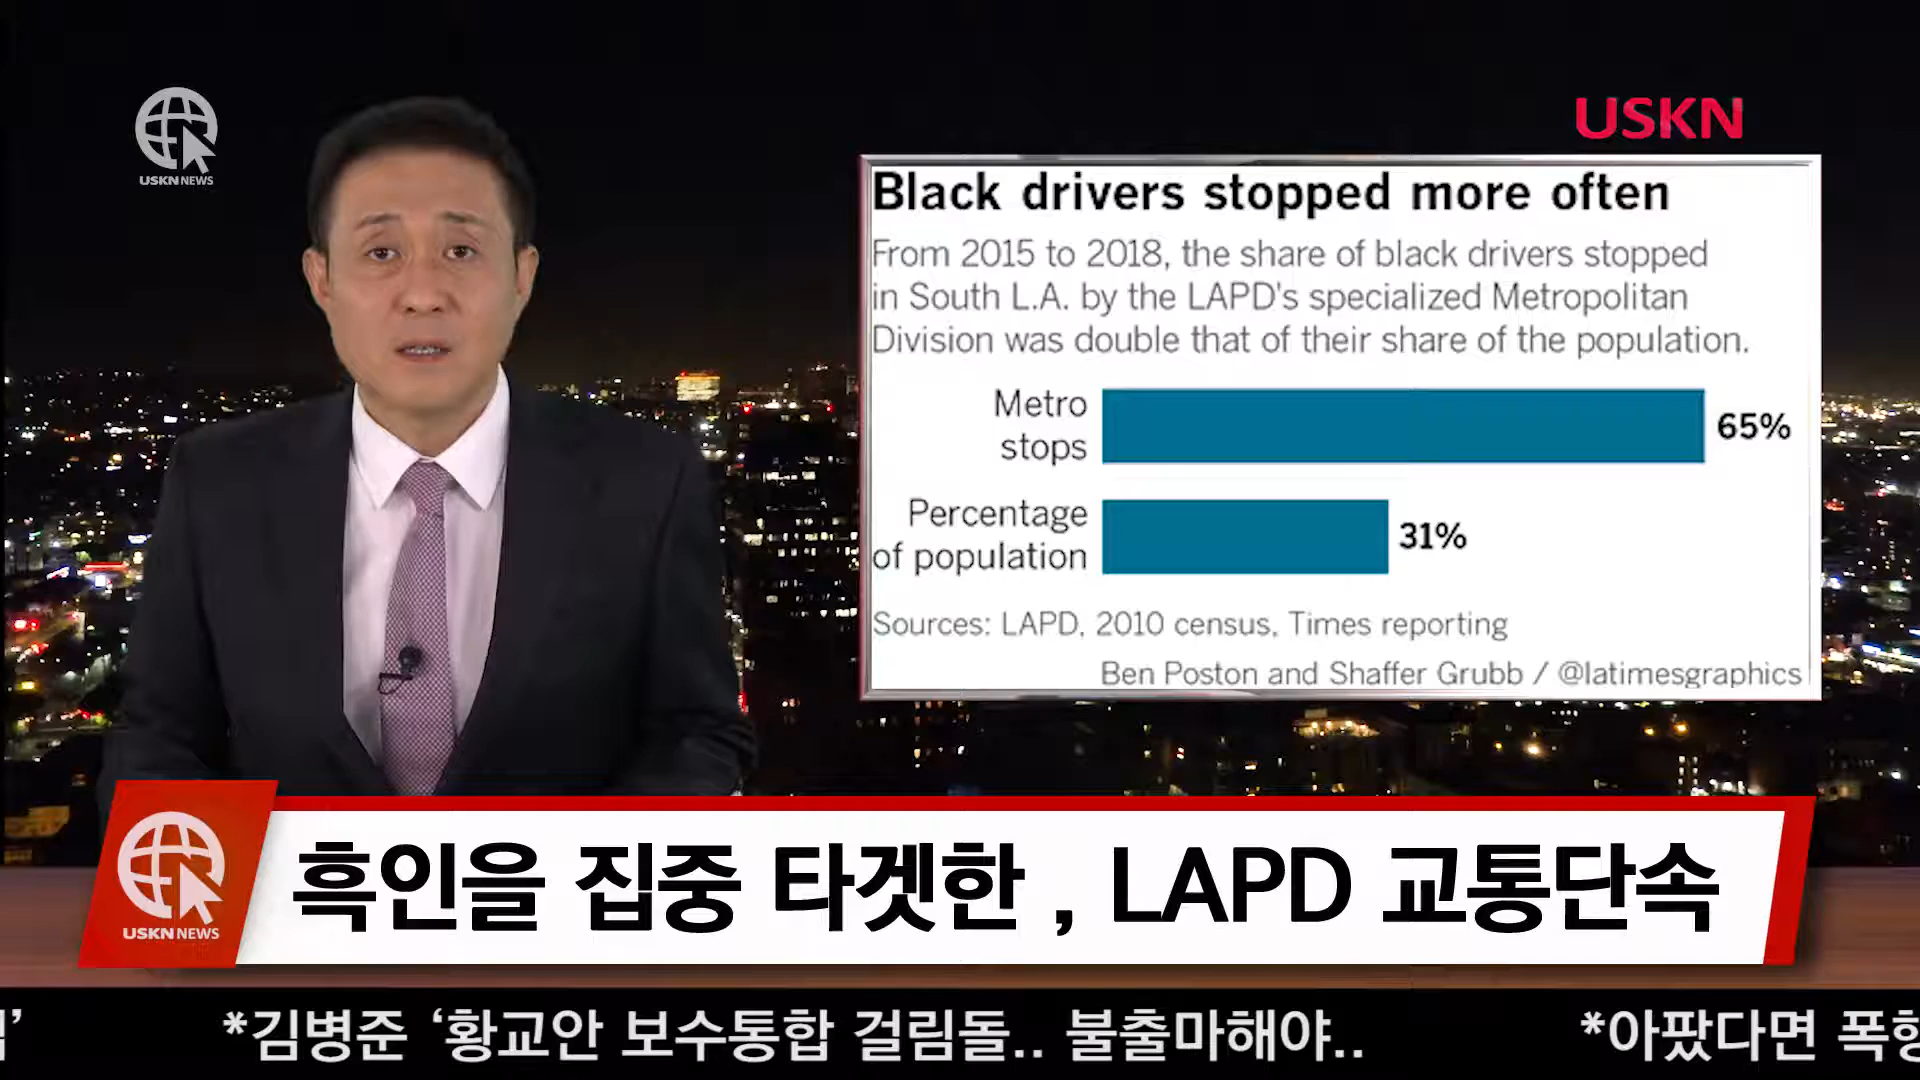 USKN NEWS
USKN
Black drivers stopped more often
From 2015 to 2018, the share of black drivers stopped
in South L.A. by the LAPD's specialized Metropolitan
Division was double that of their share of the population.
Metro
stops
65%
Percentage
of population
31%
Sources: LAPD, 2010 census, Times reporting
Ben Poston and Shaffer Grubb / @latimesgraphics
흑인을 집중 타겟한 , LAPD 교통단속
USKN NEWS
*김병준 ‘황교안 보수통합 걸림돌.. 불출마해야.. *아팠다면